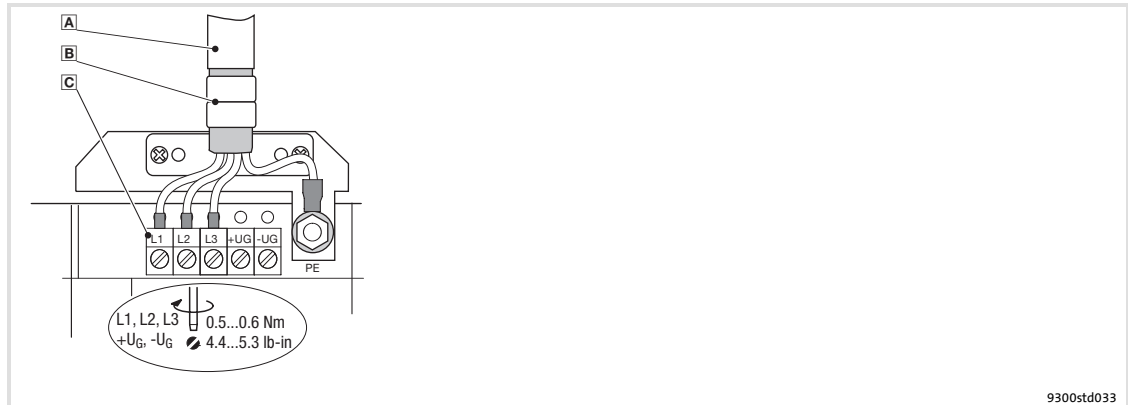 A
B
C
L1 L2 L3 +UG -UG
PE
L1, L2, L3 0.5...0.6 Nm
+UG, -UG 4.4...5.3 lb-in
9300std033